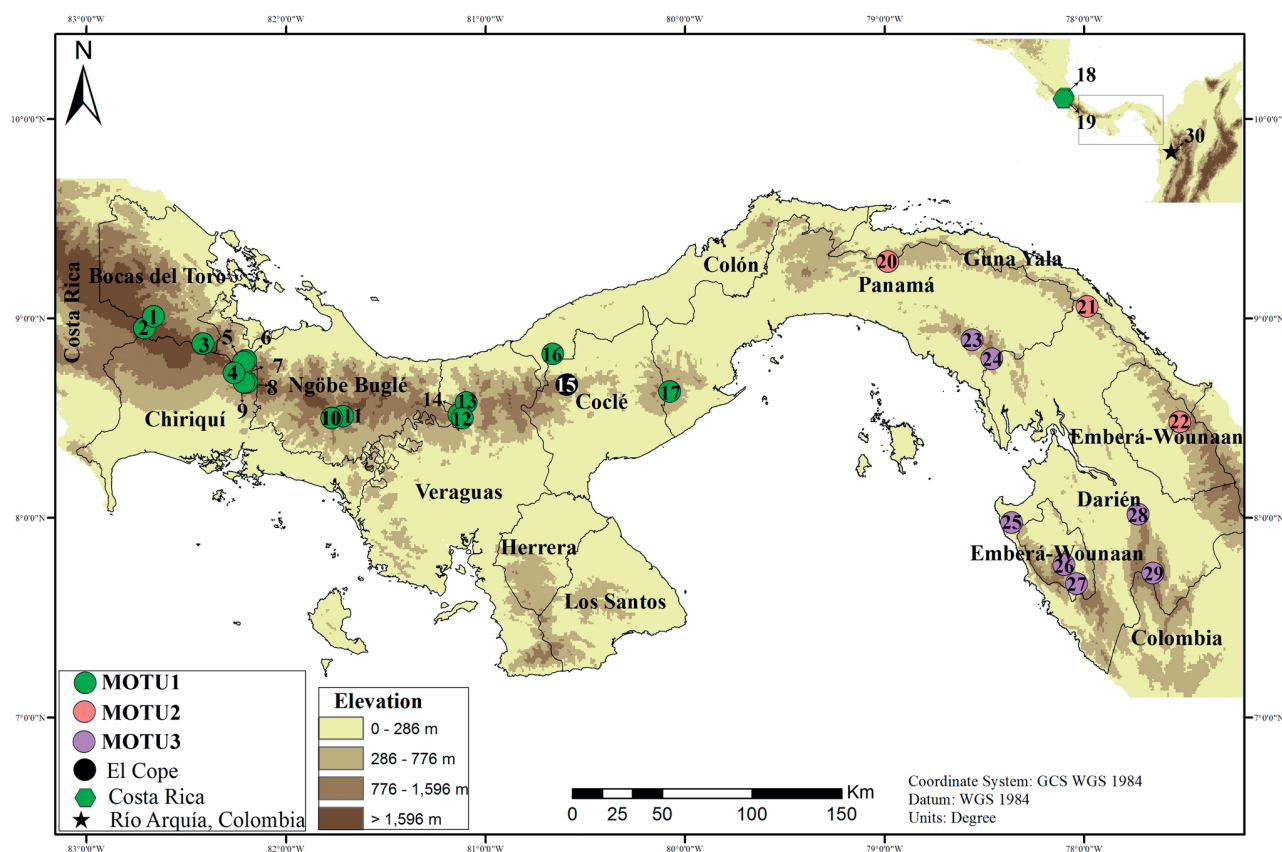 83°0'0"W 82°0'0"W 81°0'0"W 80°0'0"W 79°0'0"W 78°0'0"W
N
18
19
30
10°0'0"N 10°0'0"N
Costa Rica
Bocas del Toro
Colón
Guna Yala
Panamá
20
21
9°0'0"N 9°0'0"N
1
2
3
5
6
4
7
8
9
Ngöbe Buglé
Chiriquí
10
11
14
13
12
16
15
Coclé
17
23
24
22
Emberá-Wounaan
Veraguas
Darién
8°0'0"N 8°0'0"N
25
28
Herrera
Emberá-Wounaan
26
27
29
Los Santos
Colombia
7°0'0"N 7°0'0"N
MOTU1
MOTU2
MOTU3
El Cope
Costa Rica
Río Arquía, Colombia
Elevation
0 - 286 m
286 - 776 m
776 - 1,596 m
> 1,596 m
Km
0 25 50 100 150
Coordinate System: GCS WGS 1984
Datum: WGS 1984
Units: Degree
83°0'0"W 82°0'0"W 81°0'0"W 80°0'0"W 79°0'0"W 78°0'0"W